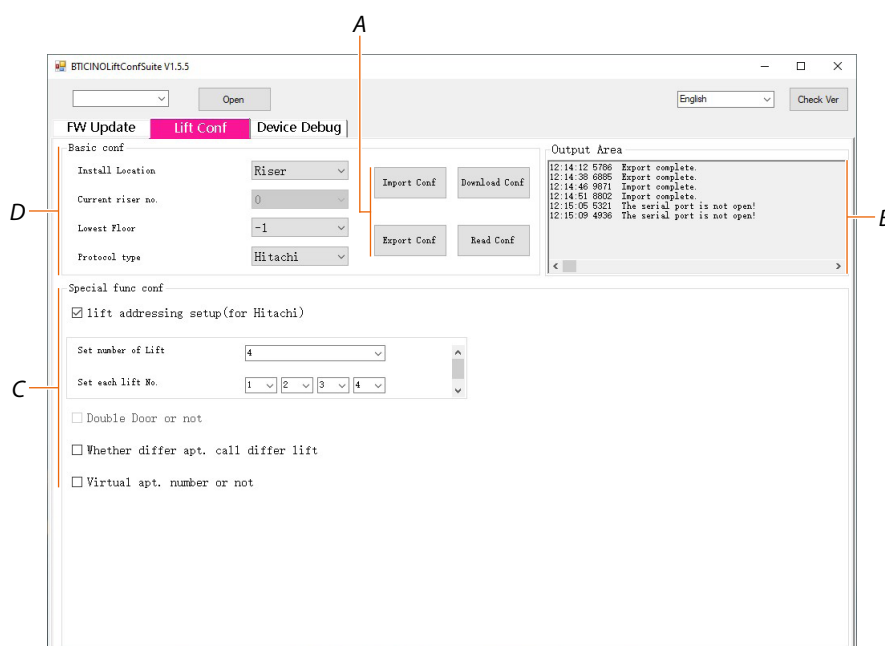 A
BTICINOLiftConfSuite V1.5.5
Open
English
Check Ver
FW Update
Lift Conf
Device Debug
Basic conf
Install Location
Riser
Current riser no.
0
Lowest Floor
-1
Protocol type
Hitachi
Import Conf
Download Conf
Export Conf
Read Conf
Output Area
12:14:12 5786 Export complete.
12:14:38 6885 Export complete.
12:14:46 9871 Import complete.
12:14:51 8802 Import complete.
12:15:05 5321 The serial port is not open!
12:15:09 4936 The serial port is not open!
D
Special func conf
lift addressing setup(for Hitachi)
Set number of Lift
4
Set each lift No.
1 2 3 4
C
Double Door or not
Whether differ apt. call differ lift
Virtual apt. number or not